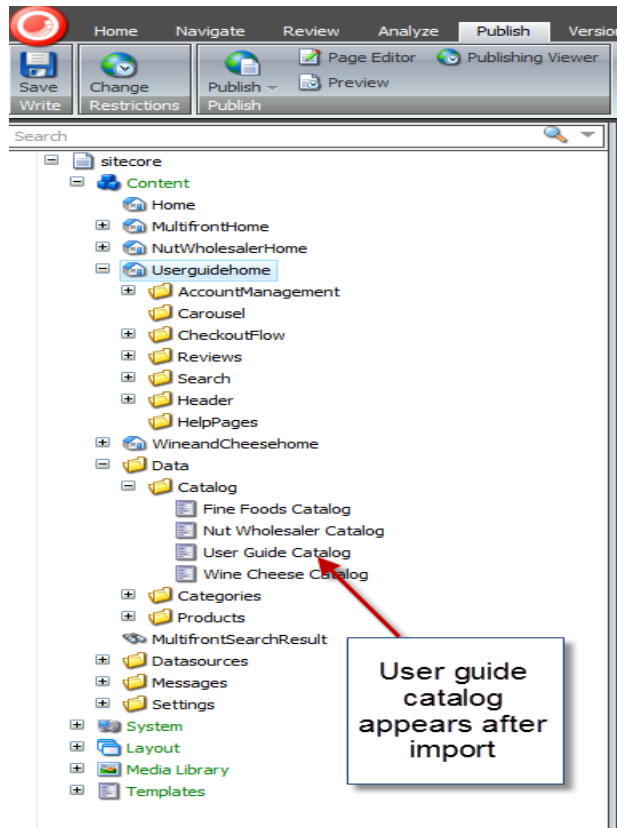 Home Navigate Review Analyze Publish Versio
Page Editor Publishing Viewer
Save Change Publish Preview
Write Restrictions Publish
Search
sitecore
Content
Home
MultifrontHome
NutWholesalerHome
Userguidehome
AccountManagement
Carousel
CheckoutFlow
Reviews
Search
Header
HelpPages
WineandCheesehome
Data
Catalog
Fine Foods Catalog
Nut Wholesaler Catalog
User Guide Catalog
Wine Cheese Catalog
Categories
Products
MultifrontSearchResult
Datasources
Messages
Settings
System
Layout
Media Library
Templates
User guide
catalog
appears after
import